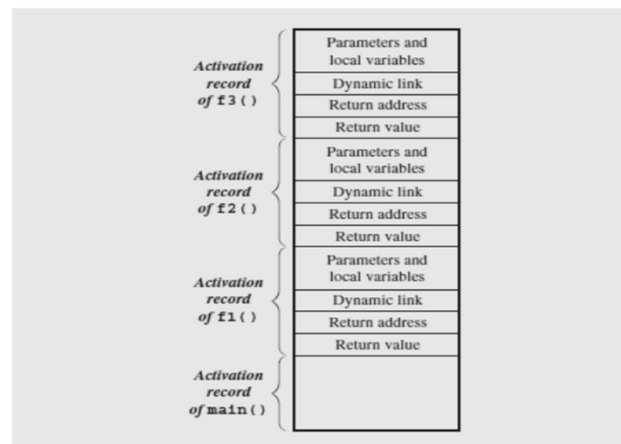 Activation
record
of f3()
Parameters and
local variables
Dynamic link
Return address
Return value
Activation
record
of f2()
Parameters and
local variables
Dynamic link
Return address
Return value
Activation
record
of f1()
Parameters and
local variables
Dynamic link
Return address
Return value
Activation
record
of main()